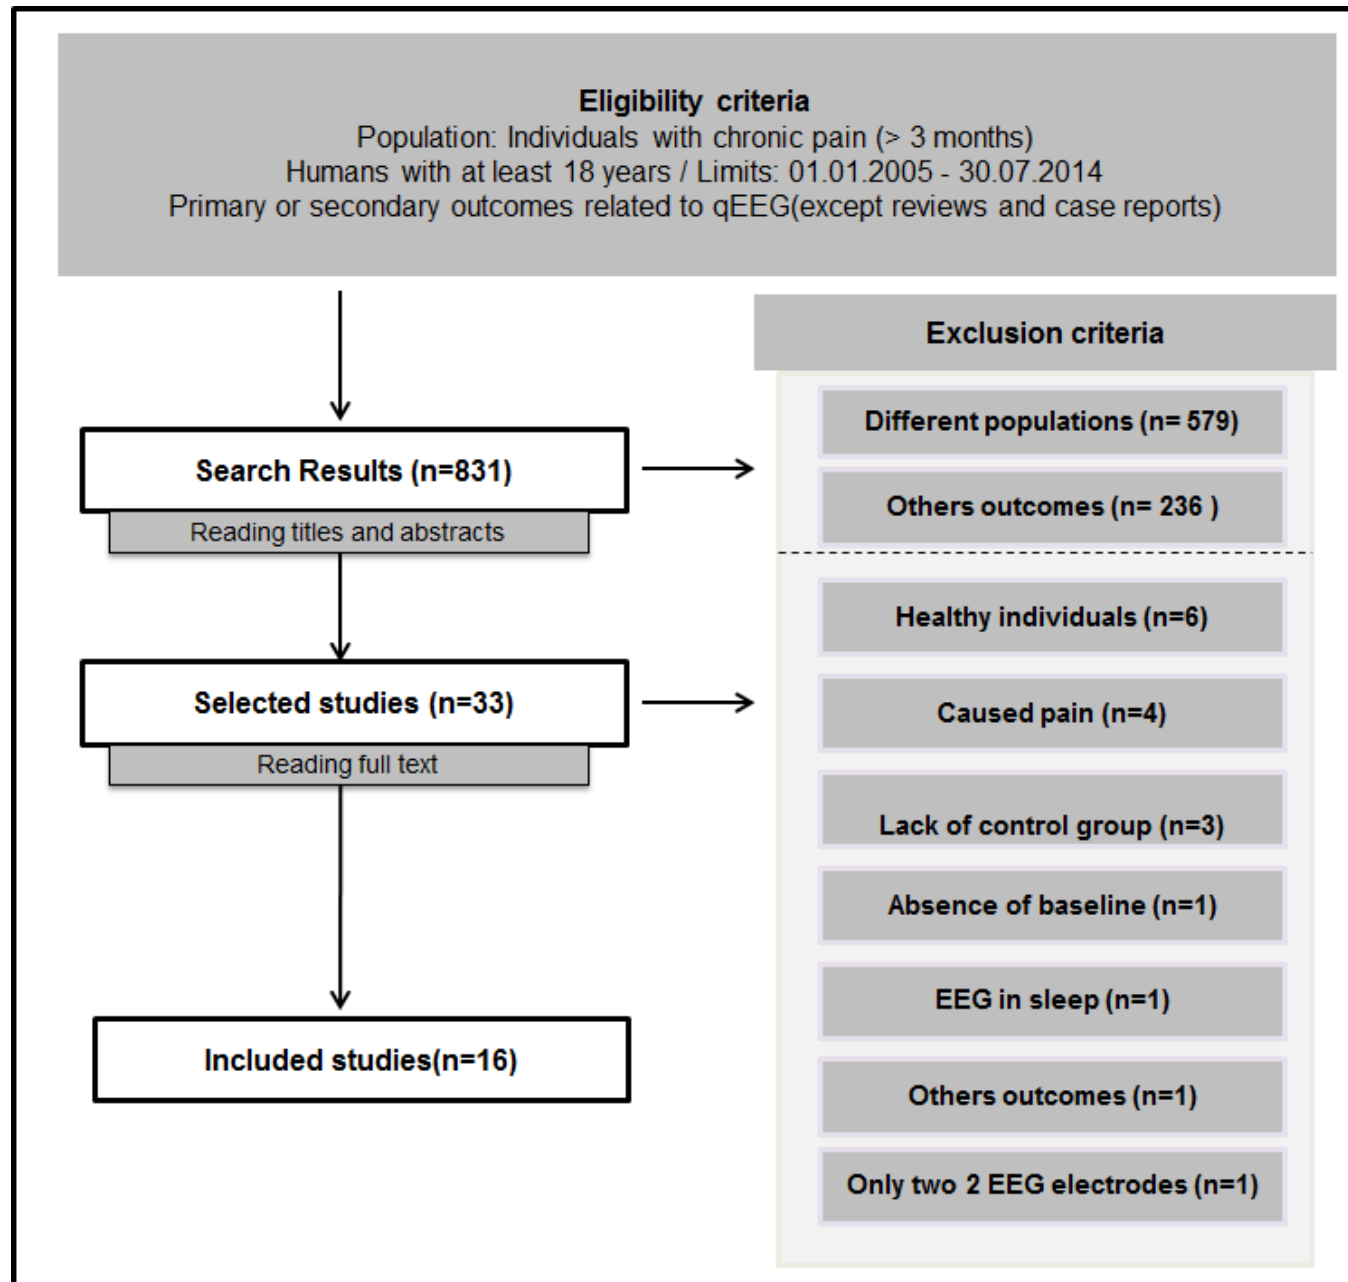 Eligibility criteria
Population: Individuals with chronic pain (> 3 months)
Humans with at least 18 years / Limits: 01.01.2005 - 30.07.2014
Primary or secondary outcomes related to qEEG(except reviews and case reports)
Exclusion criteria
Search Results (n=831)
Reading titles and abstracts
Different populations (n= 579)
Others outcomes (n= 236 )
Selected studies (n=33)
Reading full text
Healthy individuals (n=6)
Caused pain (n=4)
Lack of control group (n=3)
Absence of baseline (n=1)
EEG in sleep (n=1)
Others outcomes (n=1)
Only two 2 EEG electrodes (n=1)
Included studies(n=16)